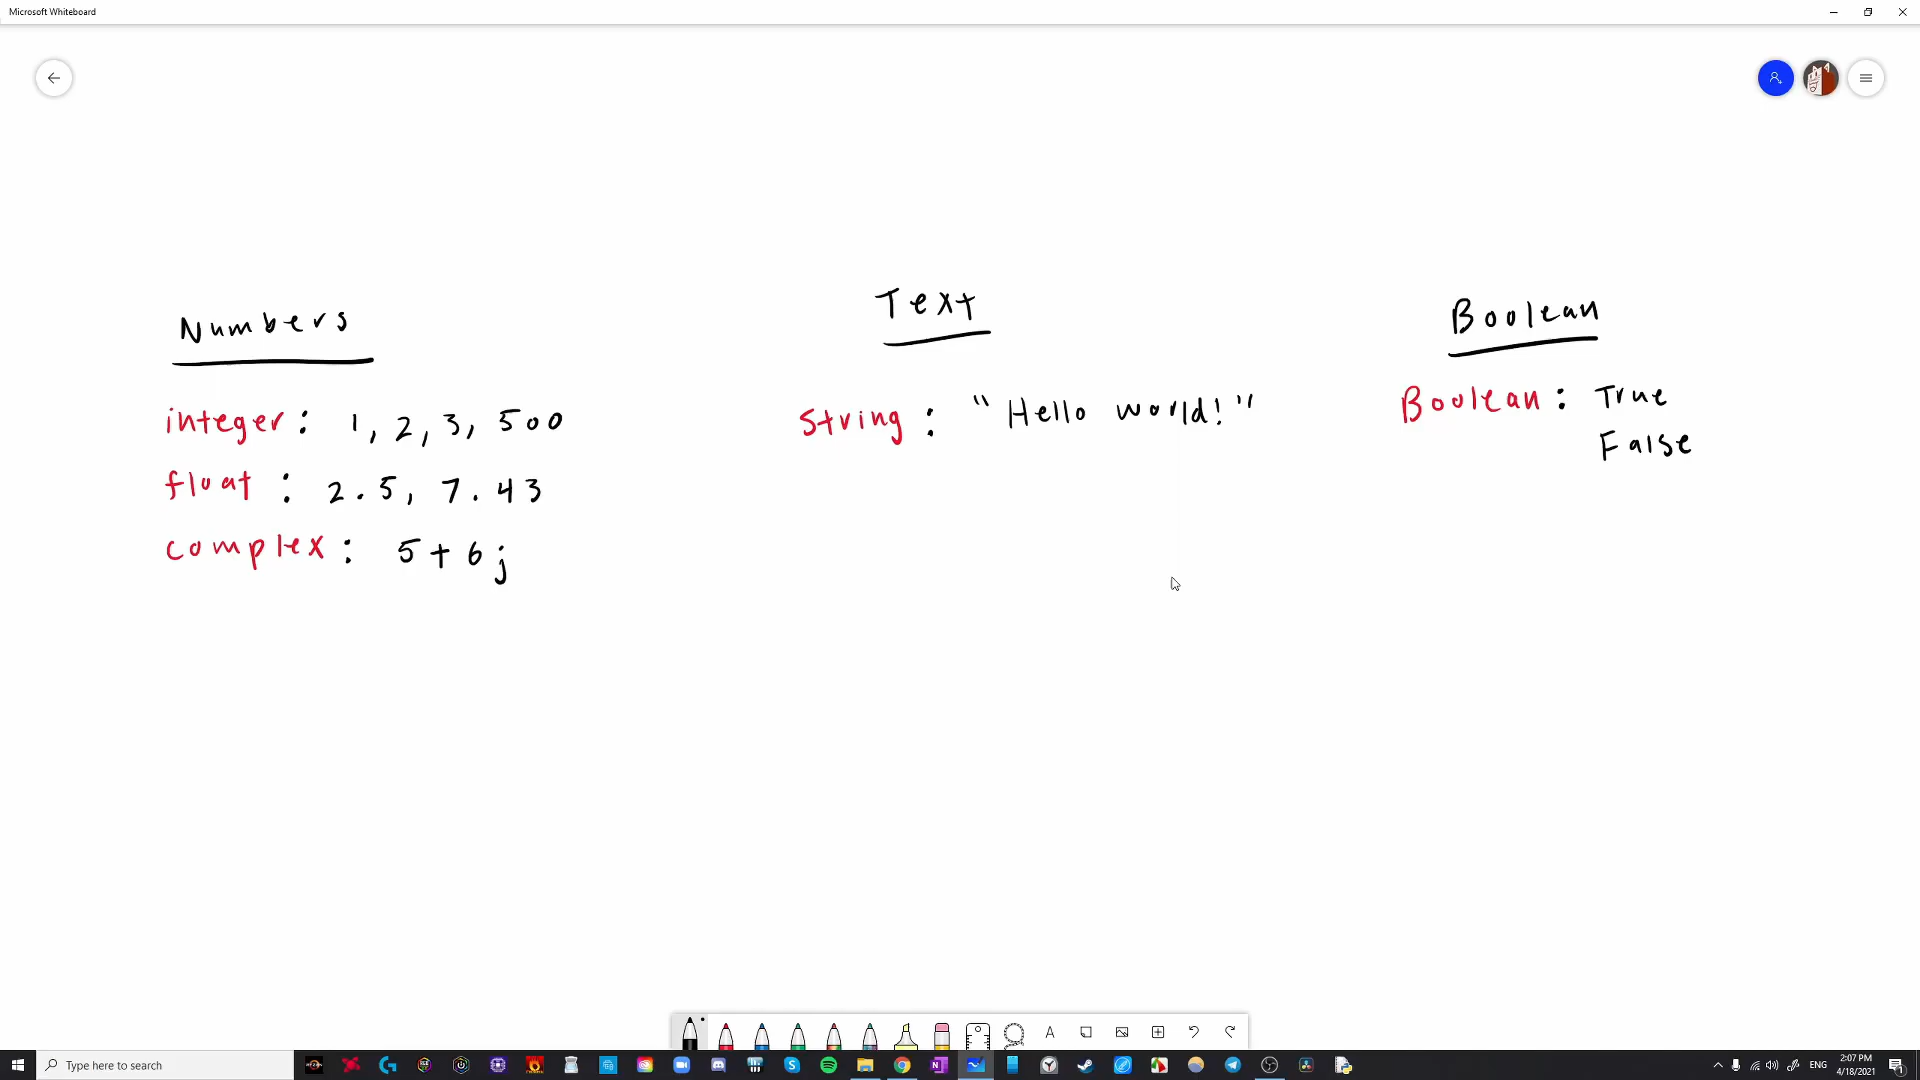 Microsoft Whiteboard
Numbers
integer: 1, 2, 3, 500
float : 2.5, 7.43
complex: 5+6j
Text
String: "Hello world!"
Boolean
Boolean: True
False
A
Type here to search
ENG
2:07 PM
4/18/2021